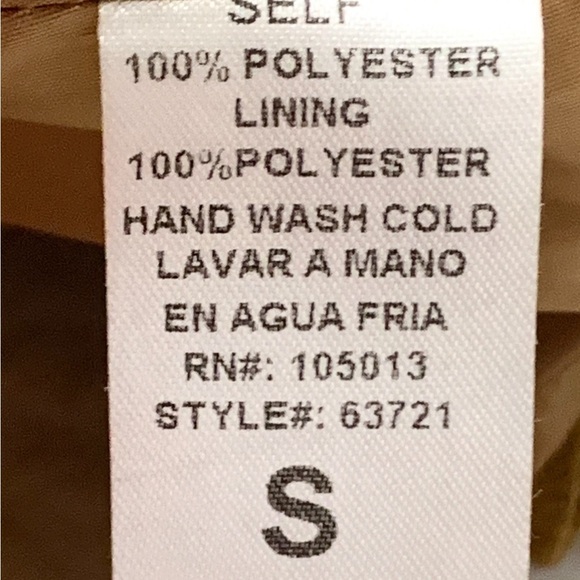 SELF
100% POLYESTER
LINING
100%POLYESTER
HAND WASH COLD
LAVAR A MANO
EN AGUA FRIA
RN#: 105013
STYLE#: 63721
S